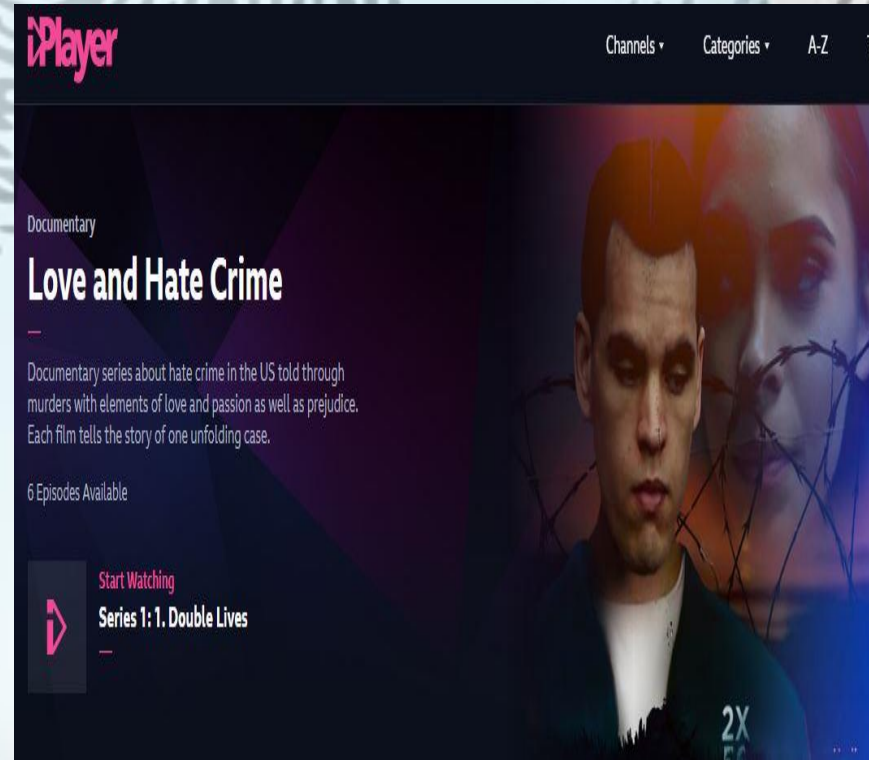 iPlayer
Channels ▾ Categories ▾ A-Z
Documentary
Love and Hate Crime
Documentary series about hate crime in the US told through
murders with elements of love and passion as well as prejudice.
Each film tells the story of one unfolding case.
6 Episodes Available
Start Watching
Series 1: 1. Double Lives
2X